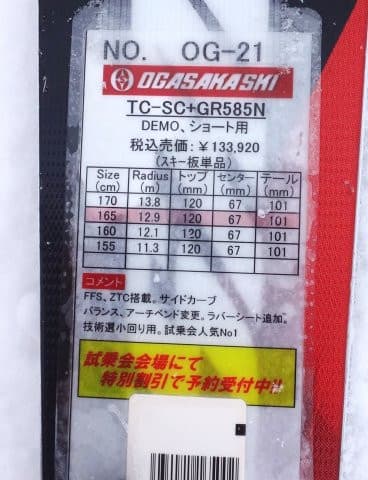 NO. OG-21
OGASAKA SKI
TC-SC+GR585N
DEMO、ショート用
税込売価：￥133,920
(スキー板単品)
Size (cm) Radius (m) トップ (mm) センター (mm) テール (mm)
170 13.8 120 67 101
165 12.9 120 67 101
160 12.1 120 67 101
155 11.3 120 67 101
コメント
FFS、ZTC搭載。サイドカーブ
バランス、アーチベンド変更。ラバーシート追加。
技術選小回り用。試乗会人気No1
試乗会会場にて
特別割引で予約受付中!!